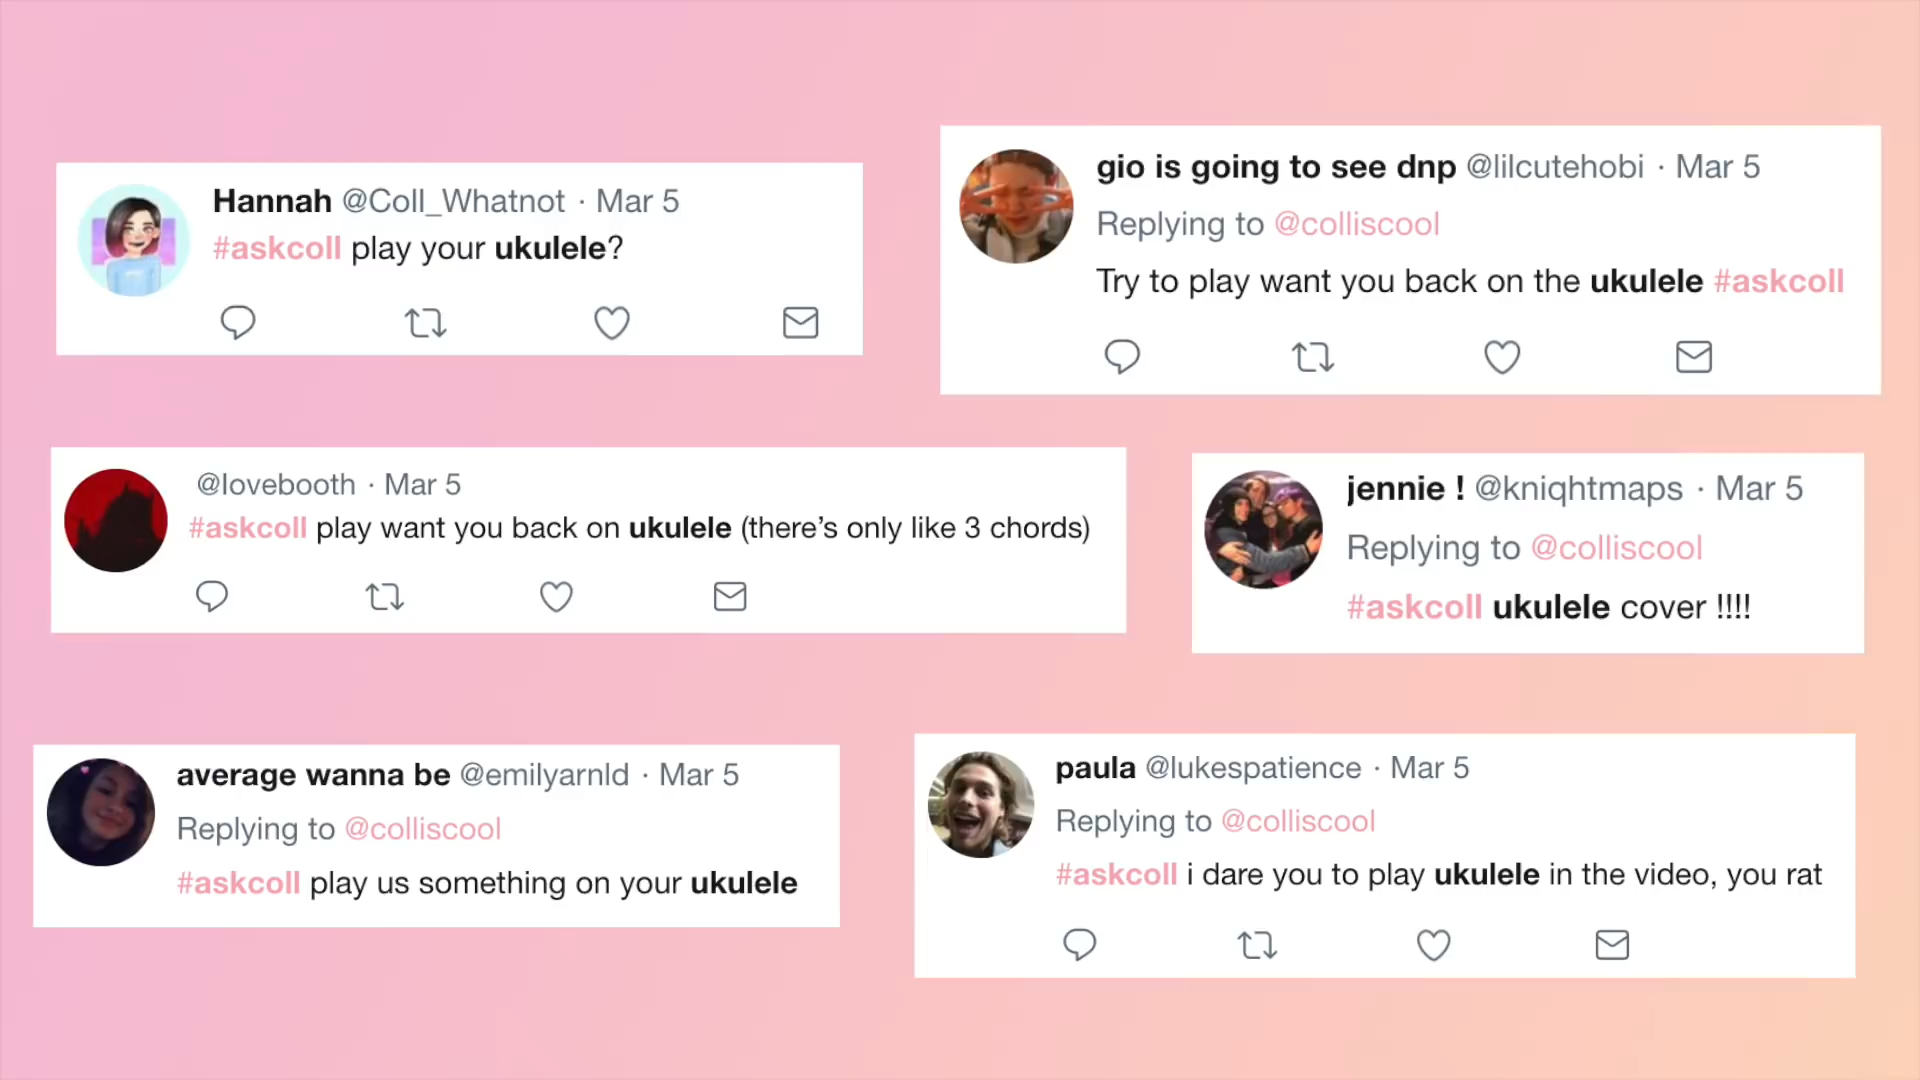 Hannah @Coll_Whatnot · Mar 5
#askcoll play your ukulele?
gio is going to see dnp @lilcutehobi · Mar 5
Replying to @colliscool
Try to play want you back on the ukulele #askcoll
@lovebooth · Mar 5
#askcoll play want you back on ukulele (there’s only like 3 chords)
jennie ! @kniqhtmaps · Mar 5
Replying to @colliscool
#askcoll ukulele cover !!!!
average wanna be @emilyarnld · Mar 5
Replying to @colliscool
#askcoll play us something on your ukulele
paula @lukespatience · Mar 5
Replying to @colliscool
#askcoll i dare you to play ukulele in the video, you rat